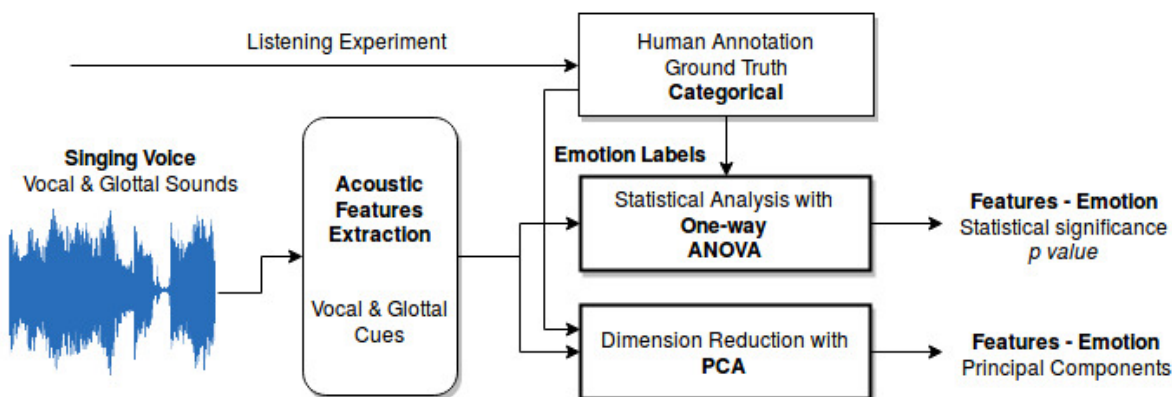 Listening Experiment
Human Annotation
Ground Truth
Categorical
Singing Voice
Vocal & Glottal Sounds
Acoustic
Features
Extraction
Vocal & Glottal
Cues
Emotion Labels
Statistical Analysis with
One-way
ANOVA
Features - Emotion
Statistical significance
p value
Dimension Reduction with
PCA
Features - Emotion
Principal Components